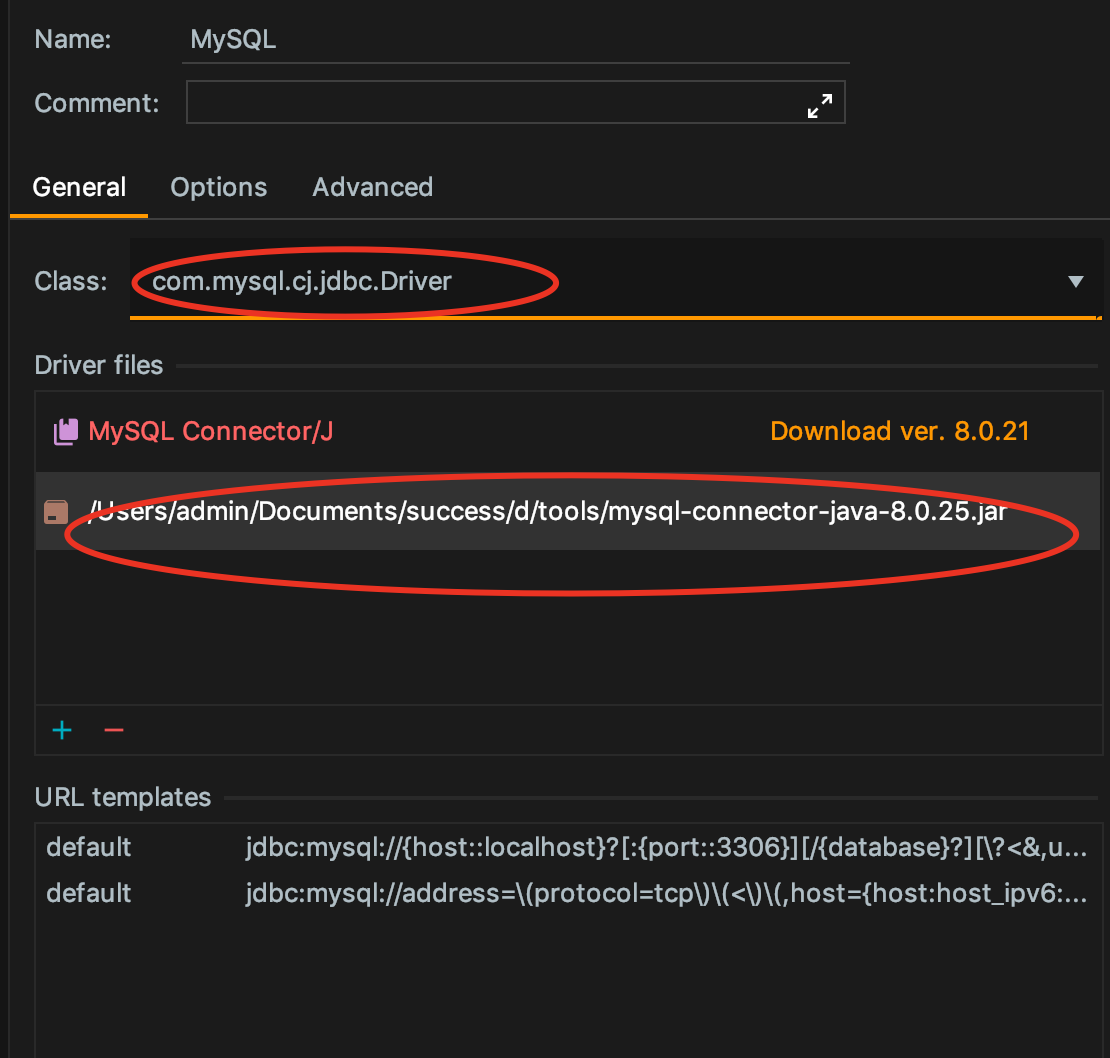 Name: MySQL
Comment:
General Options Advanced
Class: com.mysql.cj.jdbc.Driver
Driver files
MySQL Connector/J Download ver. 8.0.21
/Users/admin/Documents/success/d/tools/mysql-connector-java-8.0.25.jar
URL templates
default jdbc:mysql://{host::localhost}?[:{port::3306}][/{database}?][\?<&,u...
default jdbc:mysql://address=\(protocol=tcp\)\(<\)\(,host={host:host_ipv6:...